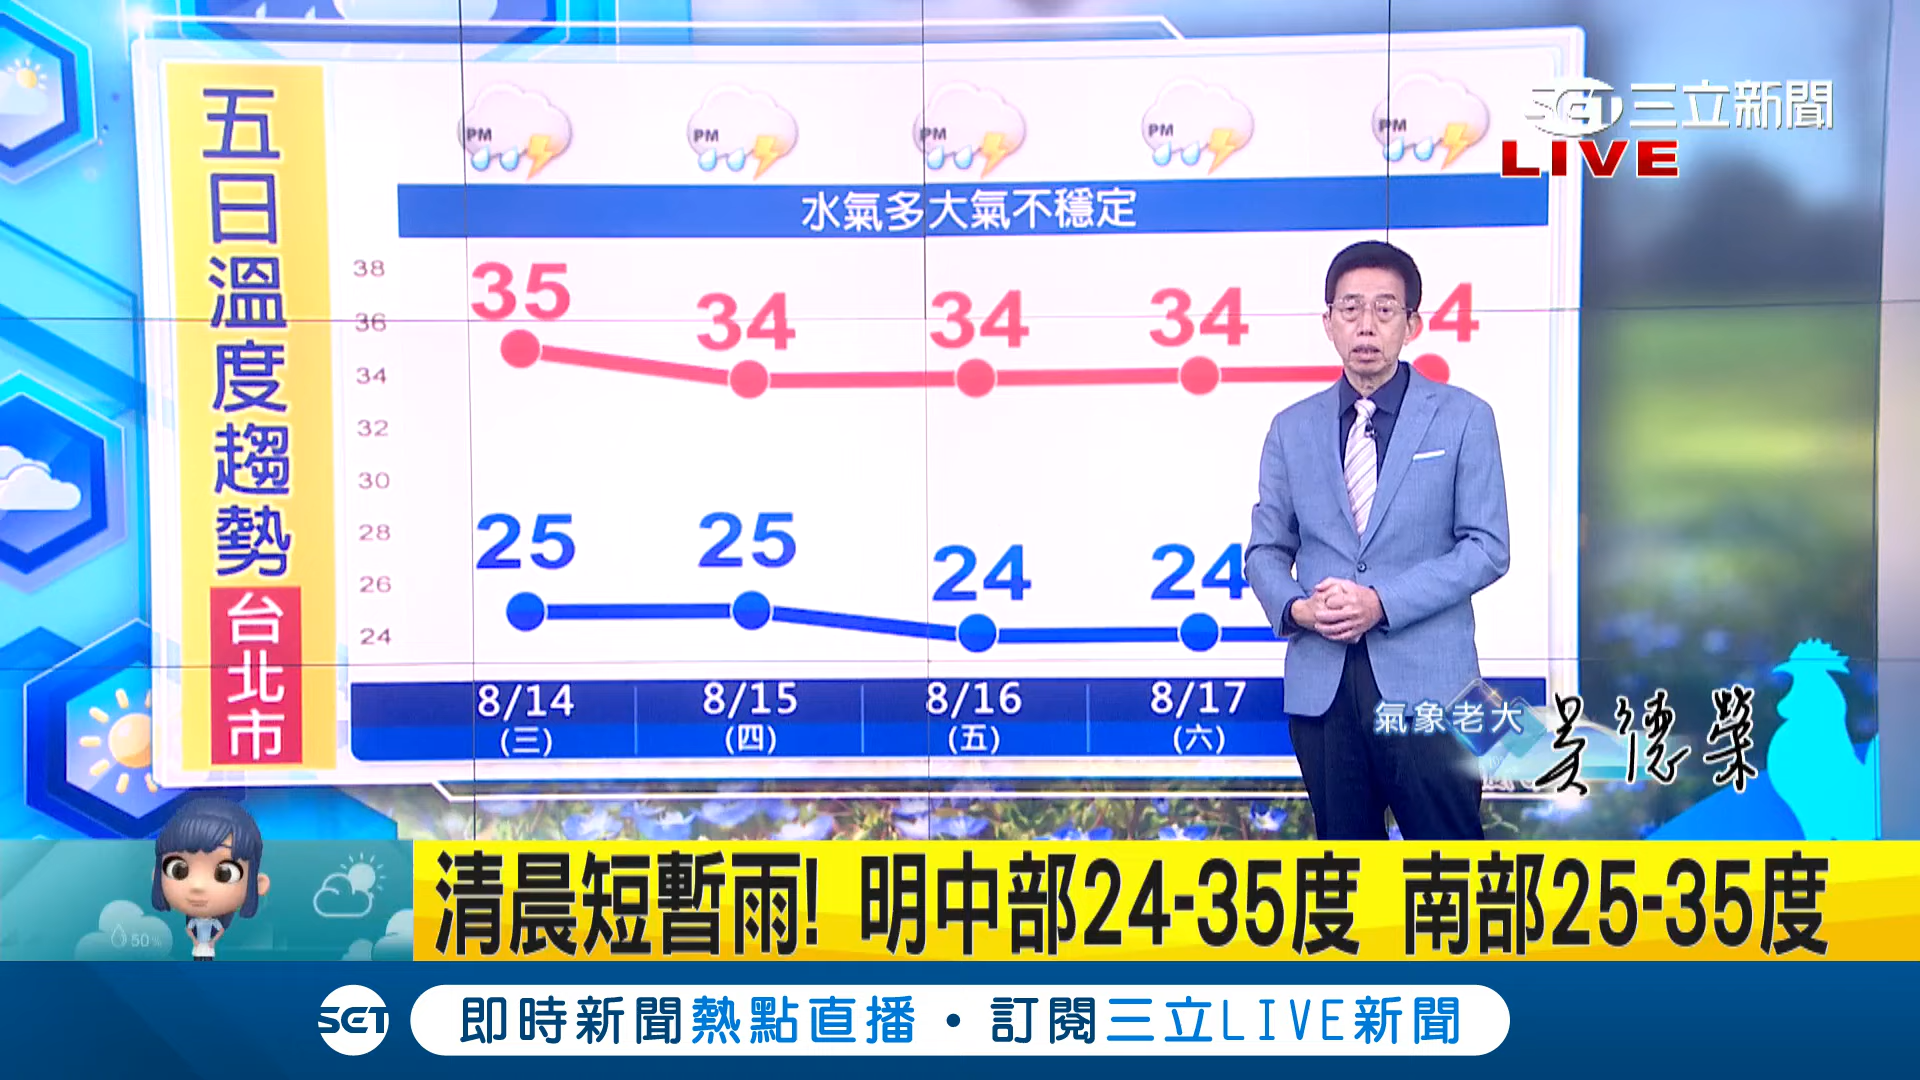 五日溫度趨勢
台北市
PM
PM
PM
PM
PM
SET三立新聞
LIVE
水氣多大氣不穩定
38
36
34
32
30
28
26
24
35
34
34
34
4
25
25
24
24
8/14
(三)
8/15
(四)
8/16
(五)
8/17
(六)
氣象老大
吳德榮
50%
清晨短暫雨! 明中部24-35度 南部25-35度
SET
即時新聞熱點直播・訂閱三立LIVE新聞